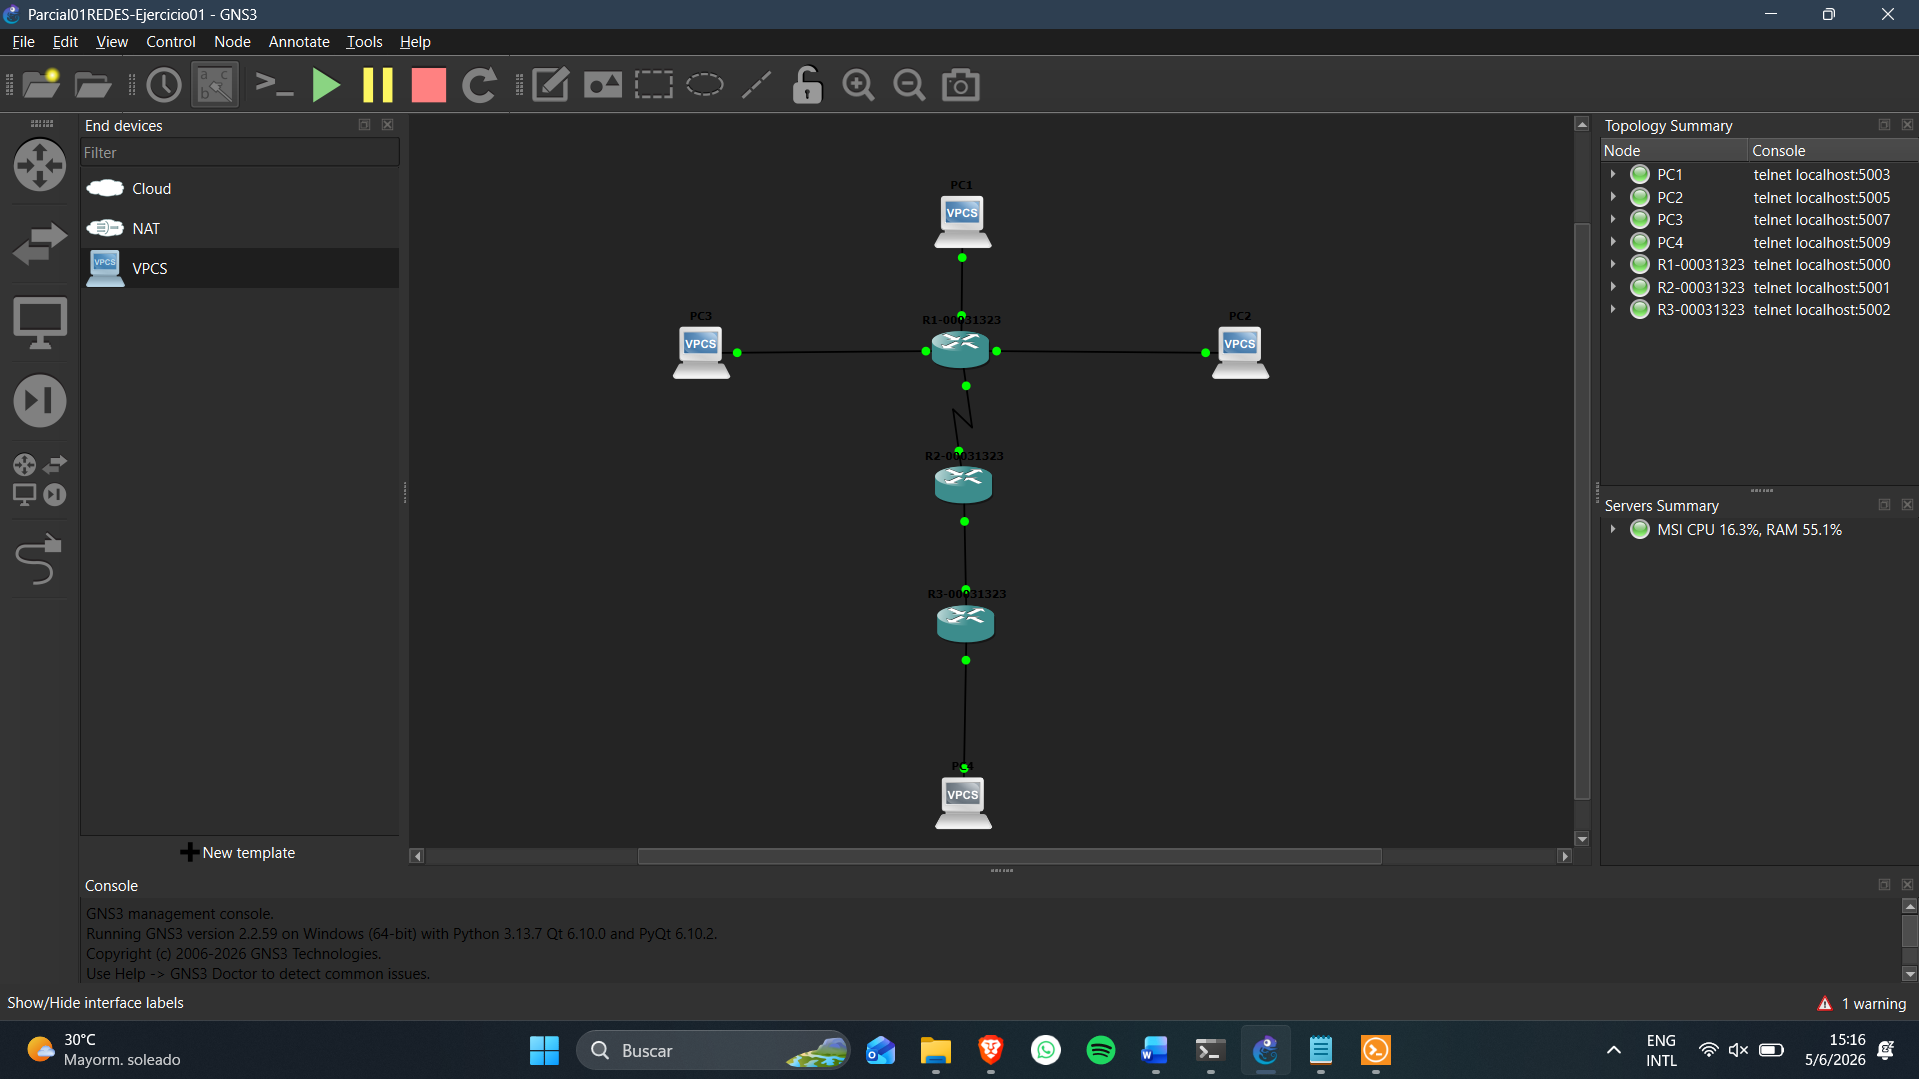 Parcial01REDES-Ejercicio01 - GNS3
File Edit View Control Node Annotate Tools Help
End devices
Filter
Cloud
NAT
VPCS
VPCS
New template
PC1
VPCS
R1-00031323
PC3
VPCS
PC2
VPCS
R2-00031323
R3-00031323
PC4
VPCS
Topology Summary
Node Console
PC1 telnet localhost:5003
PC2 telnet localhost:5005
PC3 telnet localhost:5007
PC4 telnet localhost:5009
R1-00031323 telnet localhost:5000
R2-00031323 telnet localhost:5001
R3-00031323 telnet localhost:5002
Servers Summary
MSI CPU 16.3%, RAM 55.1%
Console
GNS3 management console.
Running GNS3 version 2.2.59 on Windows (64-bit) with Python 3.13.7 Qt 6.10.0 and PyQt 6.10.2.
Copyright (c) 2006-2026 GNS3 Technologies.
Use Help -> GNS3 Doctor to detect common issues.
Show/Hide interface labels
1 warning
30°C
Mayorm. soleado
Buscar
ENG
INTL
15:16
5/6/2026